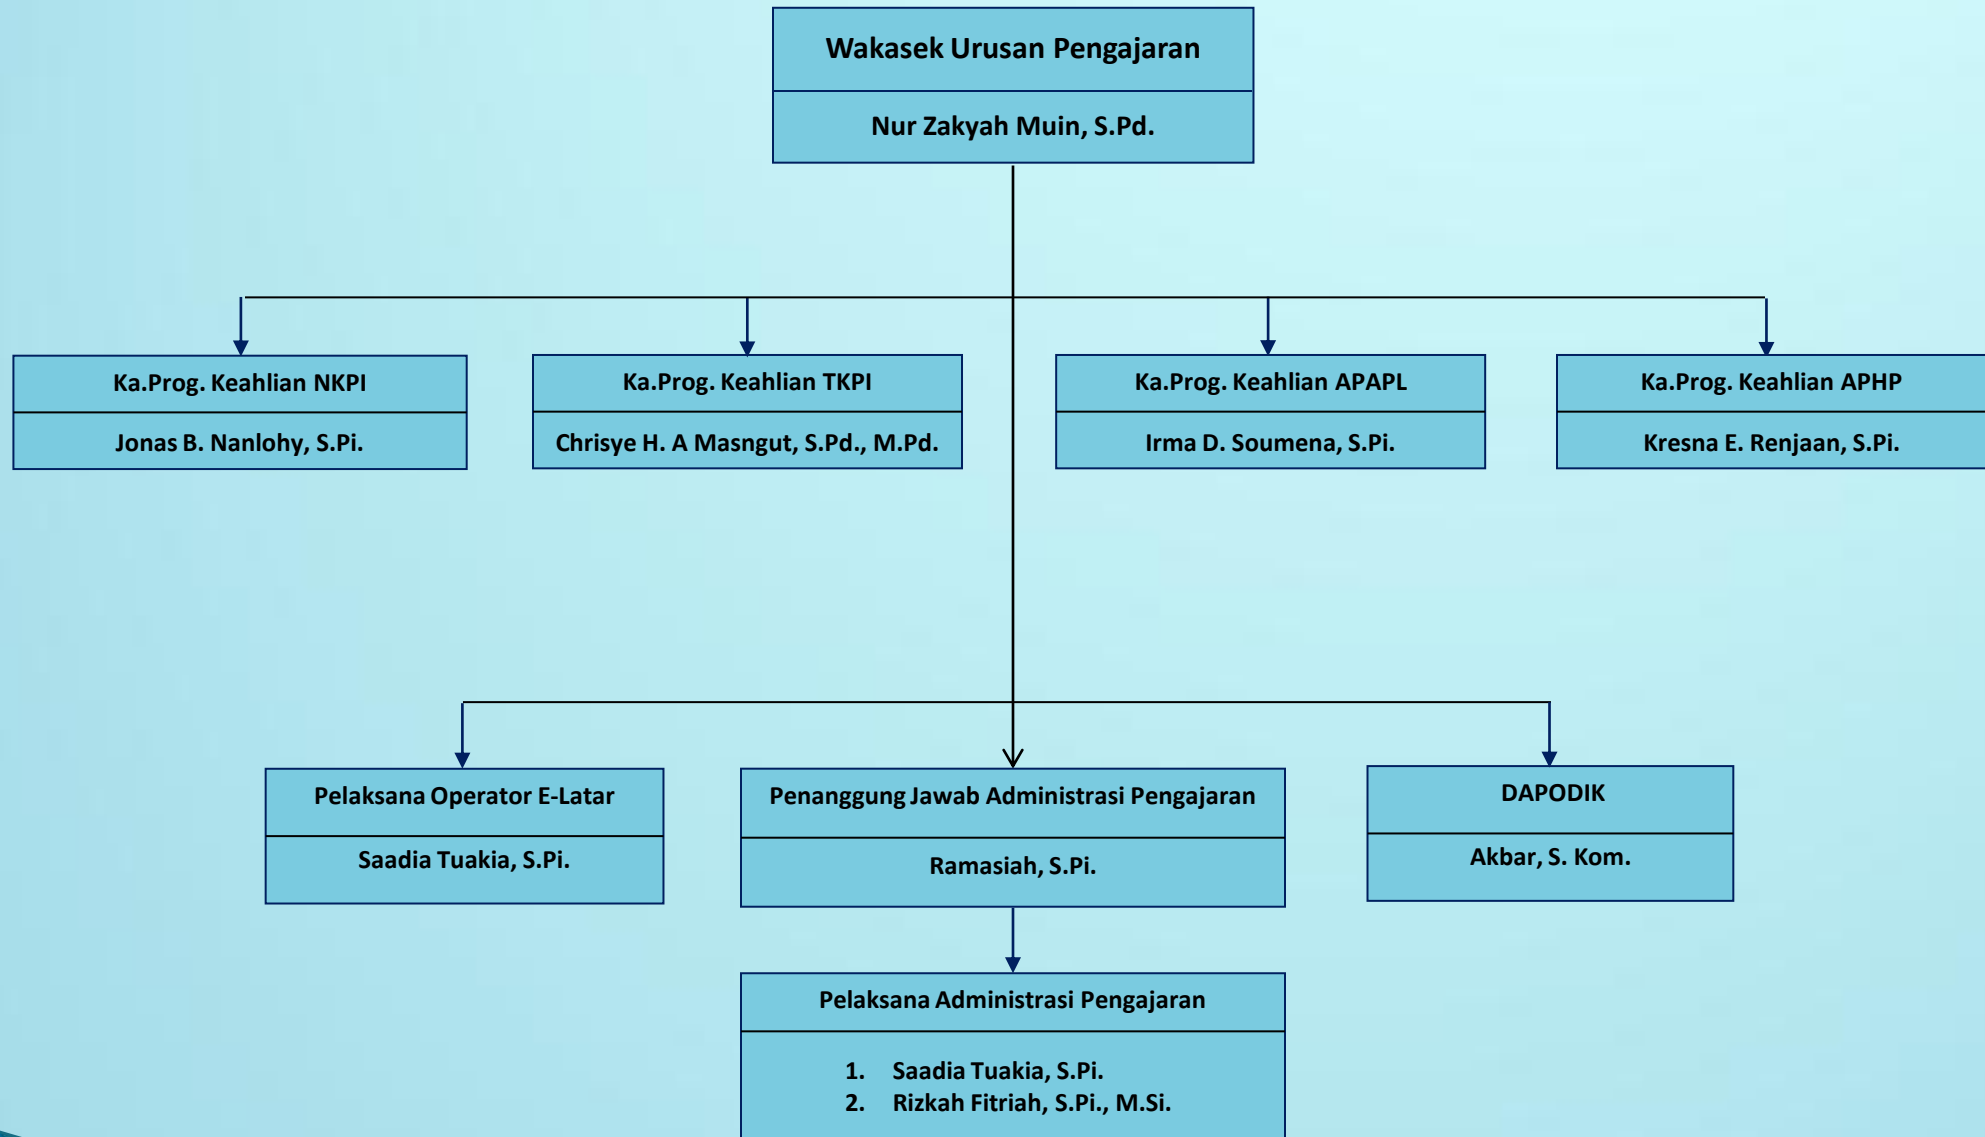 Wakasek Urusan Pengajaran
Nur Zakyah Muin, S.Pd.
Ka.Prog. Keahlian NKPI
Jonas B. Nanlohy, S.Pi.
Ka.Prog. Keahlian TKPI
Chrisye H. A Masngut, S.Pd., M.Pd.
Ka.Prog. Keahlian APAPL
Irma D. Soumena, S.Pi.
Ka.Prog. Keahlian APHP
Kresna E. Renjaan, S.Pi.
Pelaksana Operator E-Latar
Saadia Tuakia, S.Pi.
Penanggung Jawab Administrasi Pengajaran
Ramasiah, S.Pi.
DAPODIK
Akbar, S. Kom.
Pelaksana Administrasi Pengajaran
1. Saadia Tuakia, S.Pi.
2. Rizkah Fitriah, S.Pi., M.Si.